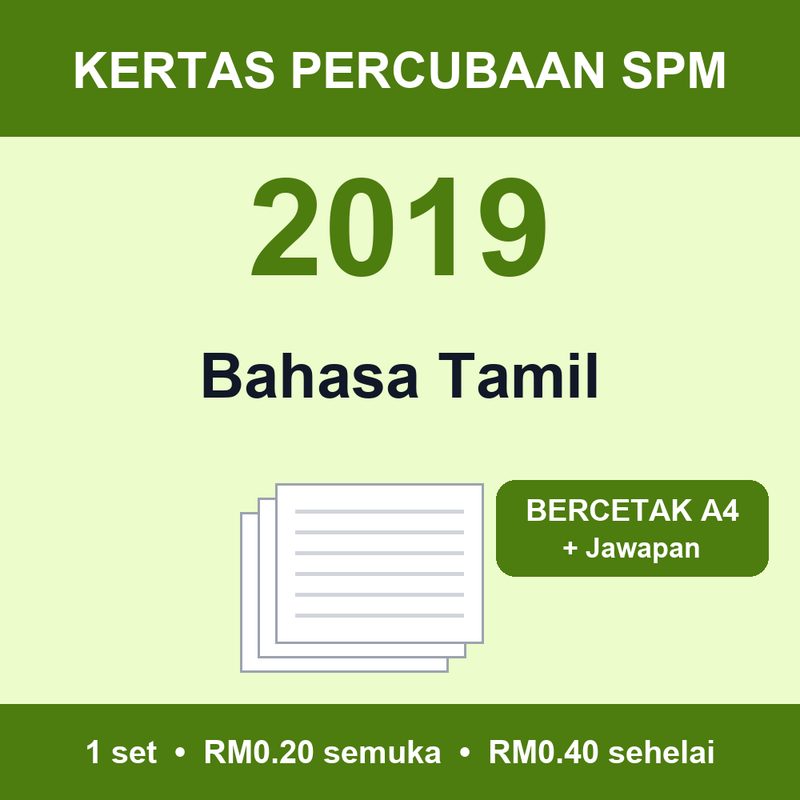 KERTAS PERCUBAAN SPM
2019
Bahasa Tamil
BERCETAK A4
+ Jawapan
1 set • RM0.20 semuka • RM0.40 sehelai